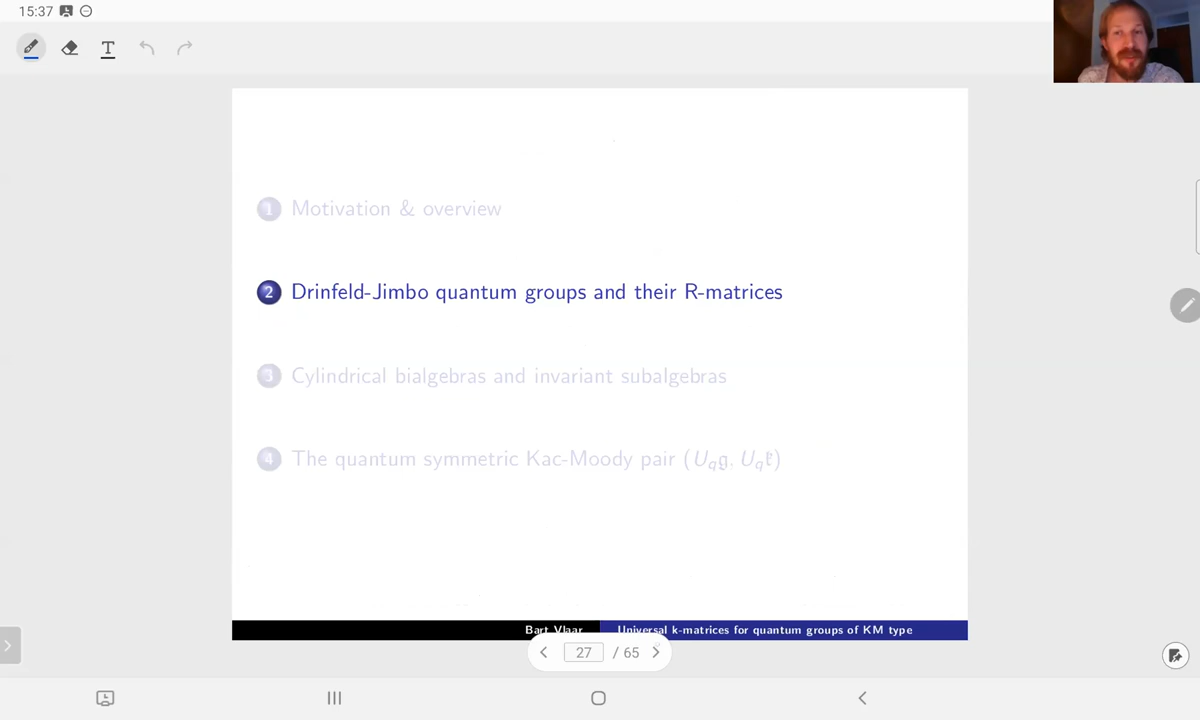 15:37
T
1 Motivation & overview
2 Drinfeld-Jimbo quantum groups and their R-matrices
3 Cylindrical bialgebras and invariant subalgebras
4 The quantum symmetric Kac-Moody pair (U_q𝔤, U_q𝔨)
Bart Vlaar Universal k-matrices for quantum groups of KM type
27 / 65